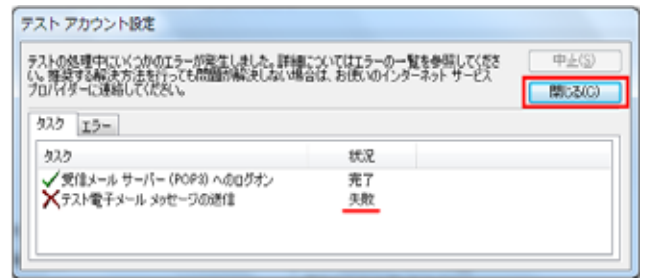 テスト アカウント設定
テストの処理中にいくつかのエラーが発生しました。詳細についてはエラーの一覧を参照してくださ
い。推奨する解決方法を行っても問題が解決しない場合は、お使いのインターネット サービス
プロバイダーに連絡してください。
中止(S)
閉じる(C)
タスク エラー
タスク 状況
受信メール サーバー (POP3) へのログオン 完了
テスト電子メール メッセージの送信 失敗